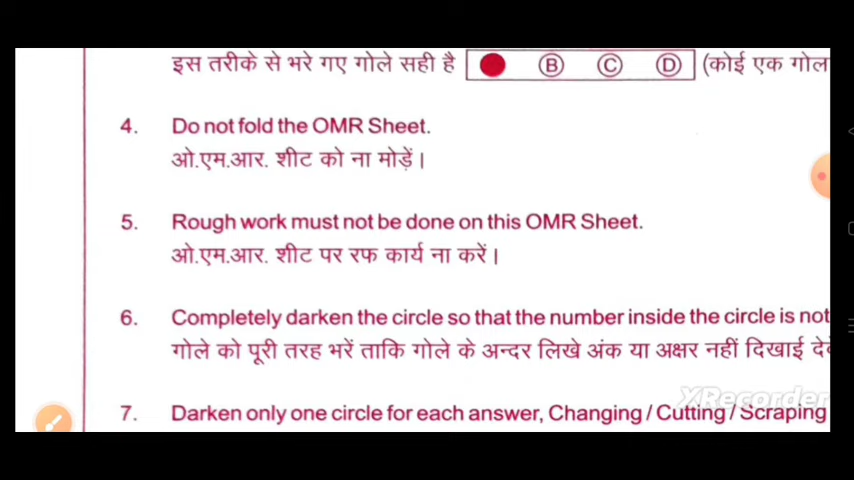 इस तरीके से भरे गए गोले सही है Ⓑ Ⓒ Ⓓ (कोई एक गोल
4. Do not fold the OMR Sheet.
ओ.एम.आर. शीट को ना मोड़ें।
5. Rough work must not be done on this OMR Sheet.
ओ.एम.आर. शीट पर रफ कार्य ना करें।
6. Completely darken the circle so that the number inside the circle is not
गोले को पूरी तरह भरें ताकि गोले के अन्दर लिखे अंक या अक्षर नहीं दिखाई देवे
XRecorder
7. Darken only one circle for each answer, Changing / Cutting / Scraping